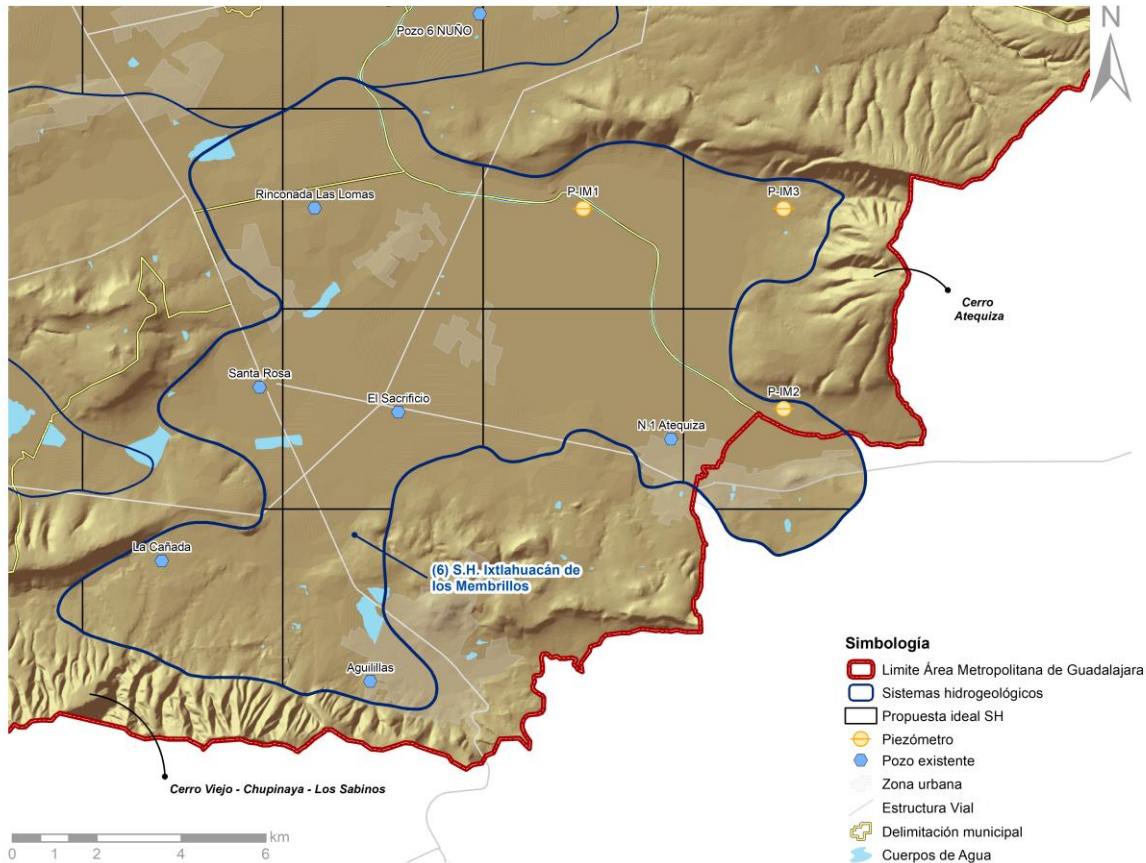 N
Pozo 6 NUÑO
Rinconada Las Lomas
P-IM1
P-IM3
Cerro
Atequiza
Santa Rosa
El Sacrificio
P-IM2
N.1 Atequiza
La Cañada
(6) S.H. Ixtlahuacán de
los Membrillos
Aguilillas
Cerro Viejo - Chupinaya - Los Sabinos
Simbología
Limite Área Metropolitana de Guadalajara
Sistemas hidrogeológicos
Propuesta ideal SH
Piezómetro
Pozo existente
Zona urbana
Estructura Vial
Delimitación municipal
Cuerpos de Agua
km
0 1 2 4 6